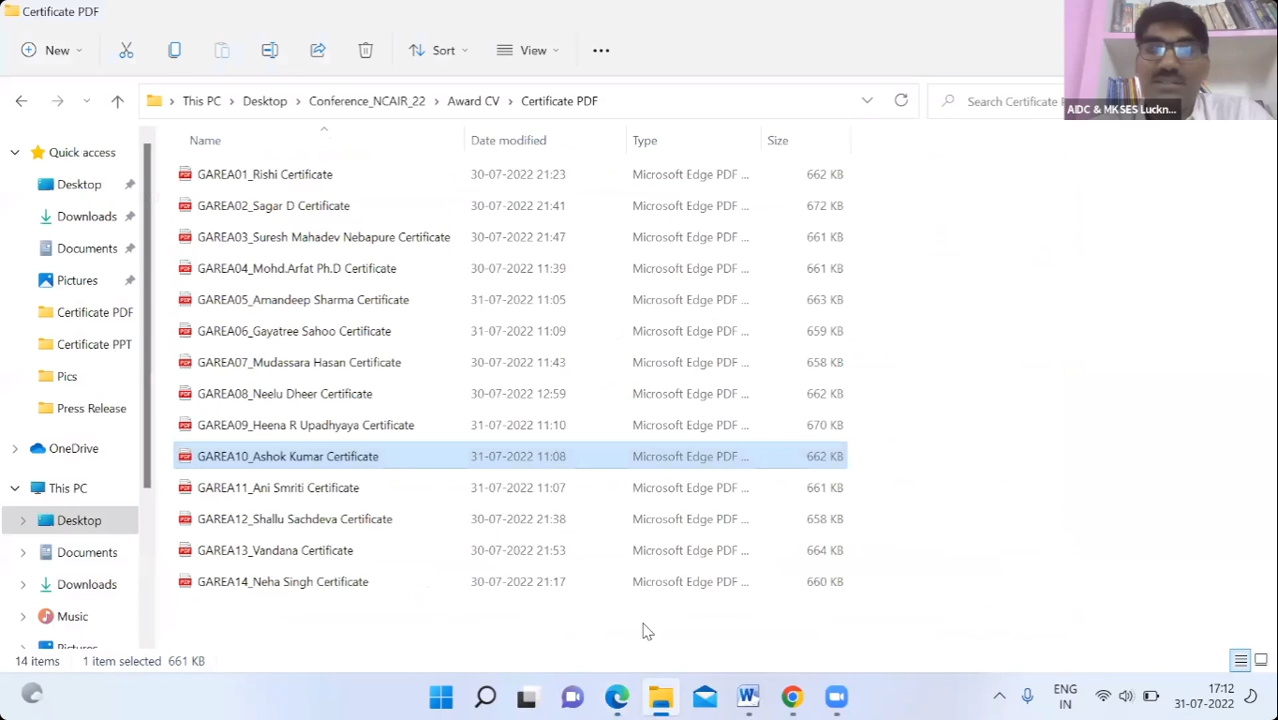 Certificate PDF
New
Sort
View
This PC > Desktop > Conference_NCAIR_22 > Award CV > Certificate PDF
Search Certificate
AIDC & MKSES Luckn...
Name Date modified Type Size
Quick access
Desktop
Downloads
Documents
Pictures
Certificate PDF
Certificate PPT
Pics
Press Release
OneDrive
This PC
Desktop
Documents
Downloads
Music
Pictures
GAREA01_Rishi Certificate 30-07-2022 21:23 Microsoft Edge PDF ... 662 KB
GAREA02_Sagar D Certificate 30-07-2022 21:41 Microsoft Edge PDF ... 672 KB
GAREA03_Suresh Mahadev Nebapure Certificate 30-07-2022 21:47 Microsoft Edge PDF ... 661 KB
GAREA04_Mohd.Arfat Ph.D Certificate 30-07-2022 11:39 Microsoft Edge PDF ... 661 KB
GAREA05_Amandeep Sharma Certificate 31-07-2022 11:05 Microsoft Edge PDF ... 663 KB
GAREA06_Gayatree Sahoo Certificate 31-07-2022 11:09 Microsoft Edge PDF ... 659 KB
GAREA07_Mudassara Hasan Certificate 30-07-2022 11:43 Microsoft Edge PDF ... 658 KB
GAREA08_Neelu Dheer Certificate 30-07-2022 12:59 Microsoft Edge PDF ... 662 KB
GAREA09_Heena R Upadhyaya Certificate 31-07-2022 11:10 Microsoft Edge PDF ... 670 KB
GAREA10_Ashok Kumar Certificate 31-07-2022 11:08 Microsoft Edge PDF ... 662 KB
GAREA11_Ani Smriti Certificate 31-07-2022 11:07 Microsoft Edge PDF ... 661 KB
GAREA12_Shallu Sachdeva Certificate 30-07-2022 21:38 Microsoft Edge PDF ... 658 KB
GAREA13_Vandana Certificate 30-07-2022 21:53 Microsoft Edge PDF ... 664 KB
GAREA14_Neha Singh Certificate 30-07-2022 21:17 Microsoft Edge PDF ... 660 KB
14 items 1 item selected 661 KB
ENG
IN
17:12
31-07-2022